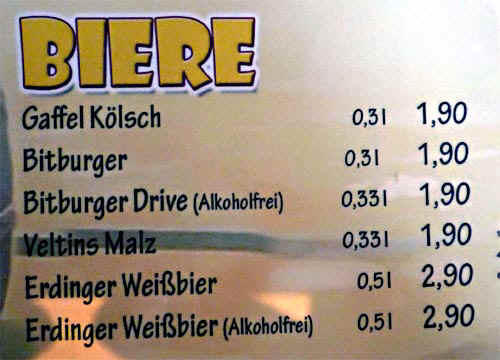 BIERE
Gaffel Kölsch 0,3l 1,90
Bitburger 0,3l 1,90
Bitburger Drive (Alkoholfrei) 0,33l 1,90
Veltins Malz 0,33l 1,90
Erdinger Weißbier 0,5l 2,90
Erdinger Weißbier (Alkoholfrei) 0,5l 2,90